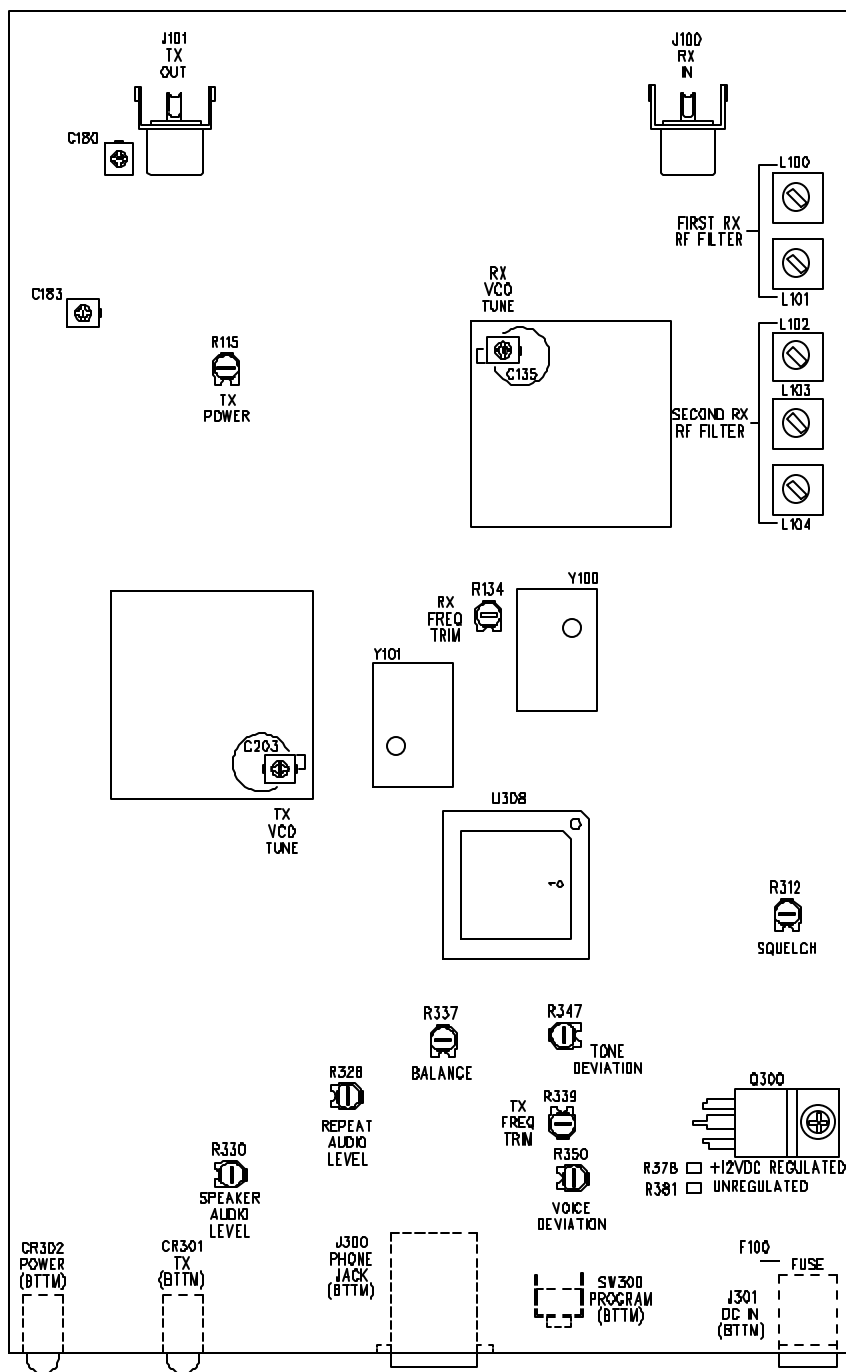 J101
TX
OUT
J100
RX
IN
C180
L100
FIRST RX
RF FILTER
L101
C183
RX
VCO
TUNE
L102
R115
C135
TX
POWER
L103
SECOND RX
RF FILTER
L104
R134
Y100
RX
FREQ
TRIM
Y101
C203
TX
VCO
TUNE
U308
1
R312
SQUELCH
R337
BALANCE
R347
TONE
DEVIATION
R328
REPEAT
AUDIO
LEVEL
R339
TX
FREQ
TRIM
Q300
R330
SPEAKER
AUDIO
LEVEL
R350
VOICE
DEVIATION
R378 +12VDC REGULATED
R381 UNREGULATED
CR302
POWER
(BTTM)
CR301
TX
(BTTM)
J300
PHONE
JACK
(BTTM)
SW300
PROGRAM
(BTTM)
F100
FUSE
J301
DC IN
(BTTM)